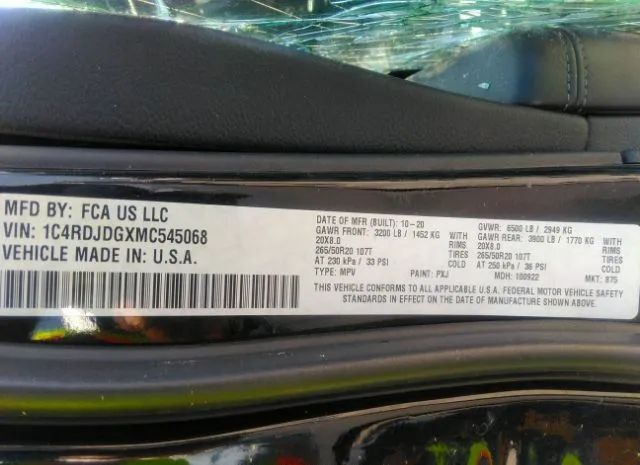 MFD BY: FCA US LLC
VIN: 1C4RDJDGXMC545068
VEHICLE MADE IN: U.S.A.
DATE OF MFR (BUILT): 10-20 GVWR: 6500 LB / 2949 KG
GAWR FRONT: 3200 LB / 1452 KG WITH GAWR REAR: 3900 LB / 1770 KG WITH
20X8.0 RIMS 20X8.0 RIMS
265/50R20 107T TIRES 265/50R20 107T TIRES
AT 230 kPa / 33 PSI COLD AT 250 kPa / 36 PSI COLD
TYPE: MPV PAINT: PXJ MDH: 100922 MKT: 875
THIS VEHICLE CONFORMS TO ALL APPLICABLE U.S.A. FEDERAL MOTOR VEHICLE SAFETY
STANDARDS IN EFFECT ON THE DATE OF MANUFACTURE SHOWN ABOVE.